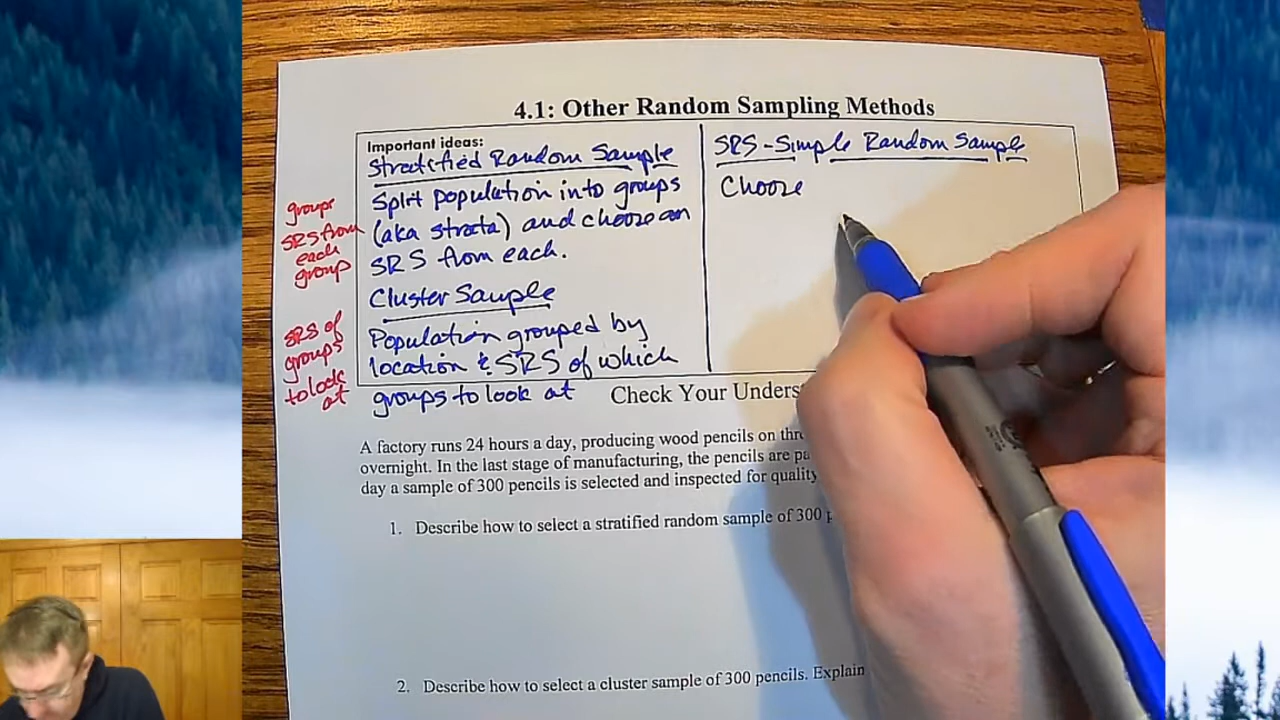 4.1: Other Random Sampling Methods
Important ideas:
Stratified Random Sample
Split population into groups
(aka strata) and choose an
SRS from each.
Cluster Sample
Population grouped by
location & SRS of which
groups to look at
groups
SRS from
each
group
SRS of
groups
to look
at
SRS - Simple Random Sample
Choose
Check Your Unders
A factory runs 24 hours a day, producing wood pencils on thr
overnight. In the last stage of manufacturing, the pencils are pa
day a sample of 300 pencils is selected and inspected for quality
1. Describe how to select a stratified random sample of 300 p
2. Describe how to select a cluster sample of 300 pencils. Explain